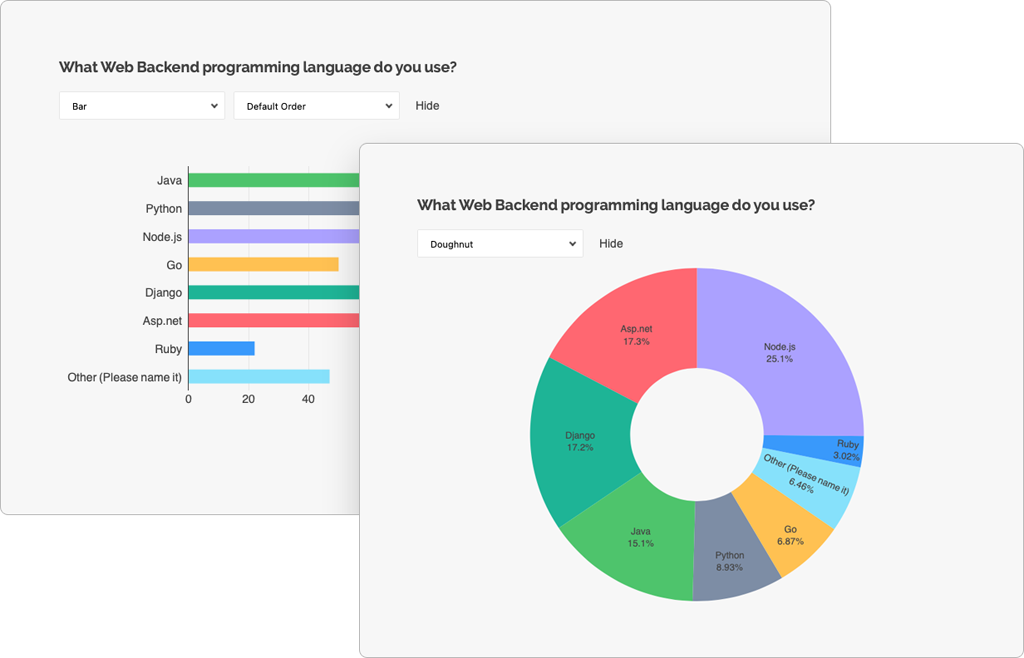 What Web Backend programming language do you use?
Bar
Default Order
Hide
Java
Python
Node.js
Go
Django
Asp.net
Ruby
Other (Please name it)
0 20 40
What Web Backend programming language do you use?
Doughnut
Hide
Asp.net
17.3%
Node.js
25.1%
Django
17.2%
Ruby
3.02%
Other (Please name it)
6.46%
Java
15.1%
Go
6.87%
Python
8.93%